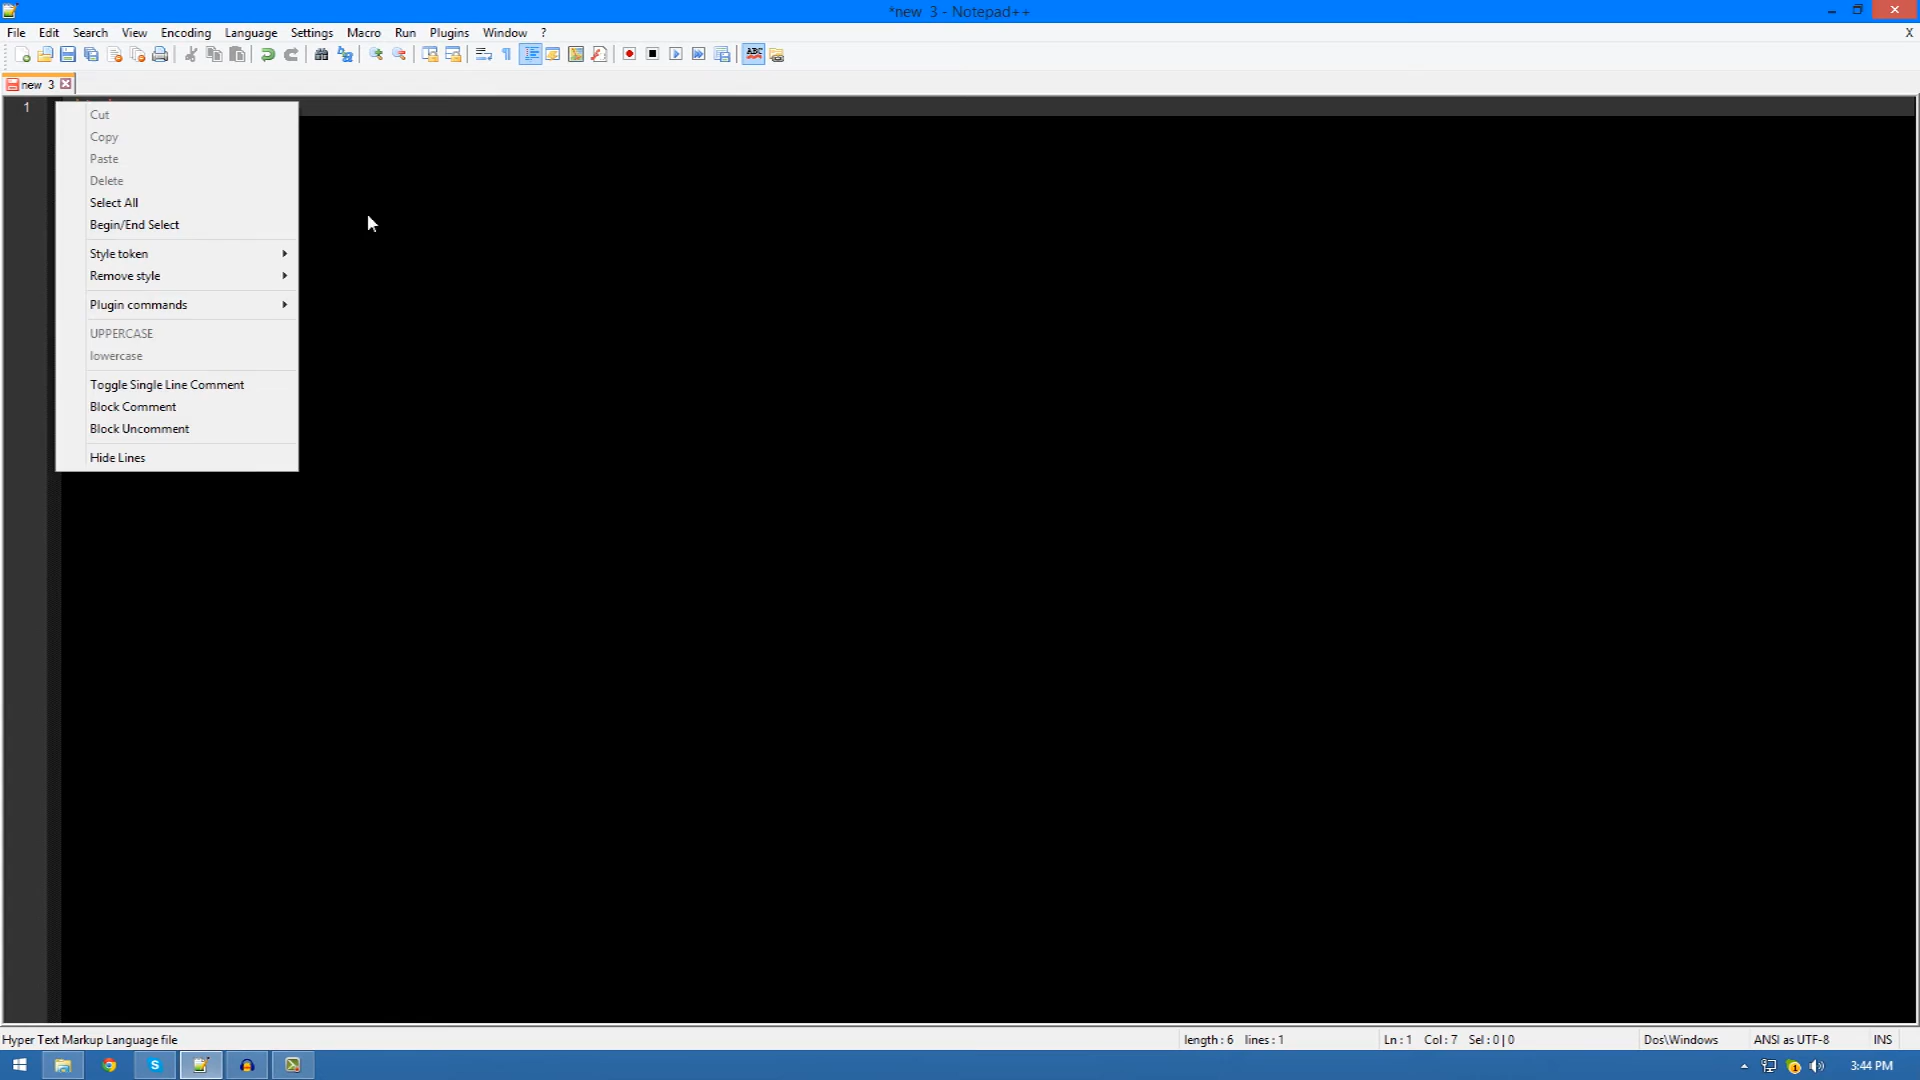 *new 3 - Notepad++
File Edit Search View Encoding Language Settings Macro Run Plugins Window ? X
ABC
new 3
1
Cut
Copy
Paste
Delete
Select All
Begin/End Select
Style token
Remove style
Plugin commands
UPPERCASE
lowercase
Toggle Single Line Comment
Block Comment
Block Uncomment
Hide Lines
Hyper Text Markup Language file length : 6 lines : 1 Ln : 1 Col : 7 Sel : 0 | 0 Dos\Windows ANSI as UTF-8 INS
3:44 PM